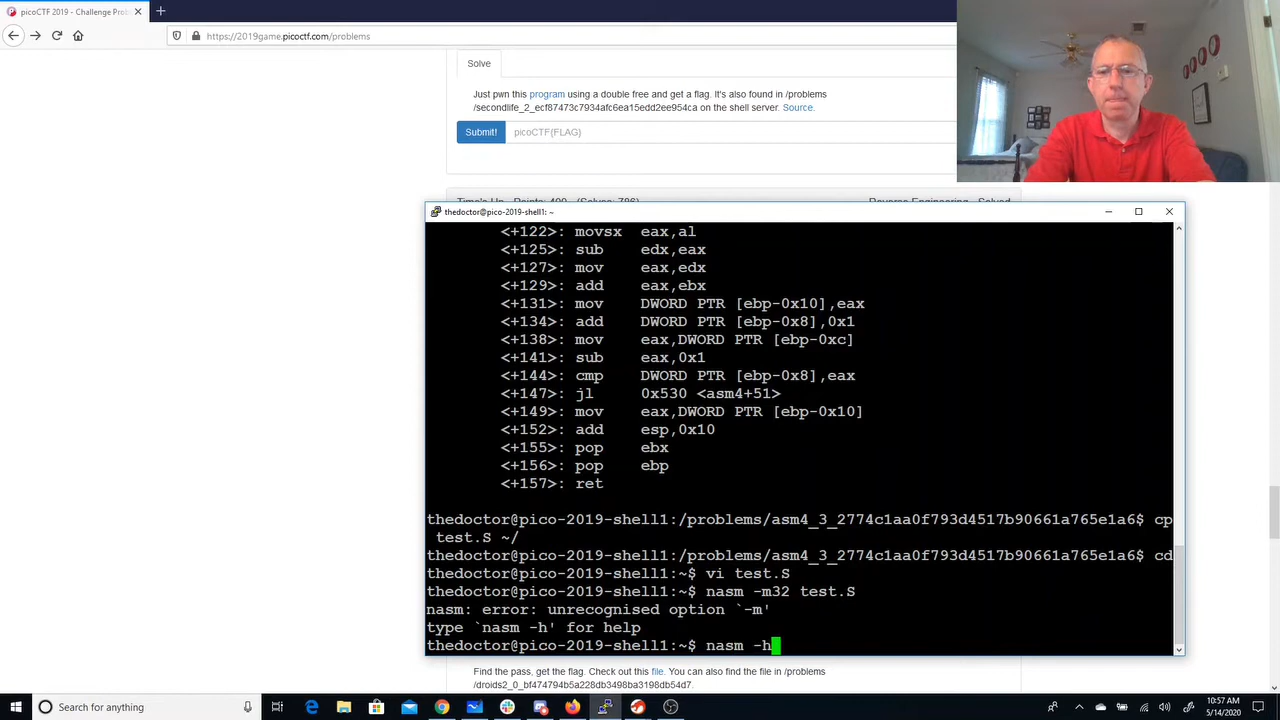 picoCTF 2019 - Challenge Prob
https://2019game.picoctf.com/problems
Solve
Just pwn this program using a double free and get a flag. It's also found in /problems
/secondlife_2_ecf87473c7934afc6ea15edd2ee954ca on the shell server. Source.
Submit!
picoCTF{FLAG}
Time's Up - Points: 400 - (Solves: 786)
Reverse Engineering - Solved
thedoctor@pico-2019-shell1: ~
<+122>: movsx eax,al
<+125>: sub edx,eax
<+127>: mov eax,edx
<+129>: add eax,ebx
<+131>: mov DWORD PTR [ebp-0x10],eax
<+134>: add DWORD PTR [ebp-0x8],0x1
<+138>: mov eax,DWORD PTR [ebp-0xc]
<+141>: sub eax,0x1
<+144>: cmp DWORD PTR [ebp-0x8],eax
<+147>: jl 0x530 <asm4+51>
<+149>: mov eax,DWORD PTR [ebp-0x10]
<+152>: add esp,0x10
<+155>: pop ebx
<+156>: pop ebp
<+157>: ret
thedoctor@pico-2019-shell1:/problems/asm4_3_2774c1aa0f793d4517b90661a765e1a6$ cp
test.S ~/
thedoctor@pico-2019-shell1:/problems/asm4_3_2774c1aa0f793d4517b90661a765e1a6$ cd
thedoctor@pico-2019-shell1:~$ vi test.S
thedoctor@pico-2019-shell1:~$ nasm -m32 test.S
nasm: error: unrecognised option `-m'
type `nasm -h' for help
thedoctor@pico-2019-shell1:~$ nasm -h
Find the pass, get the flag. Check out this file. You can also find the file in /problems
/droids2_0_bf474794b5a228db3498ba3198db54d7.
Search for anything
10:57 AM
5/14/2020